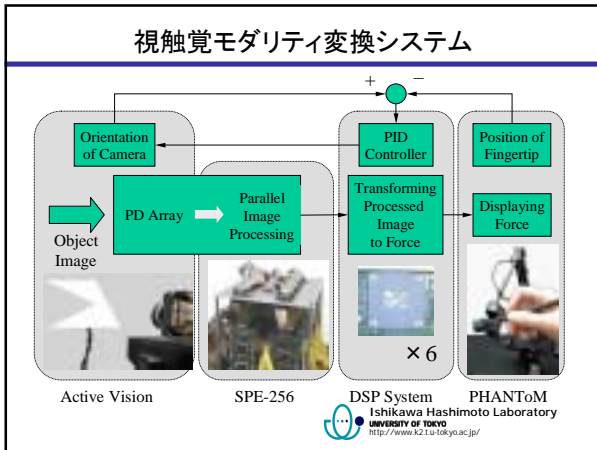 視触覚モダリティ変換システム
+
−
Orientation
of Camera
PID
Controller
Position of
Fingertip
PD Array
Parallel
Image
Processing
Transforming
Processed
Image
to Force
Displaying
Force
Object
Image
×6
Active Vision
SPE-256
DSP System
PHANToM
Ishikawa Hashimoto Laboratory
UNIVERSITY OF TOKYO
http://www.k2.t.u-tokyo.ac.jp/